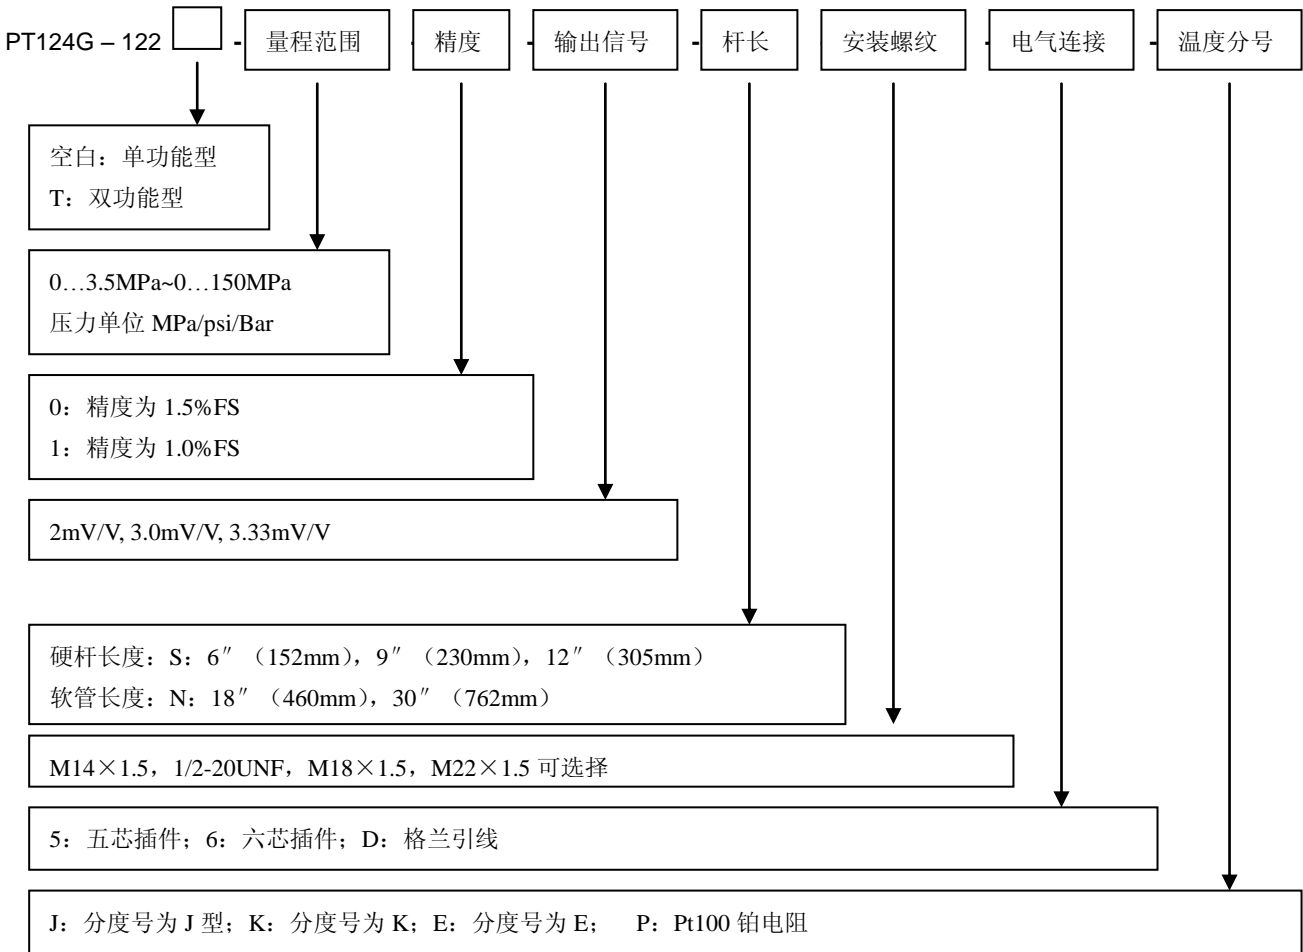 PT124G – 122 - 量程范围 - 精度 - 输出信号 - 杆长 安装螺纹 - 电气连接 - 温度分号
空白：单功能型
T：双功能型
0…3.5MPa~0…150MPa
压力单位 MPa/psi/Bar
0：精度为 1.5%FS
1：精度为 1.0%FS
2mV/V, 3.0mV/V, 3.33mV/V
硬杆长度：S：6″（152mm），9″（230mm），12″（305mm）
软管长度：N：18″（460mm），30″（762mm）
M14×1.5，1/2-20UNF，M18×1.5，M22×1.5 可选择
5：五芯插件；6：六芯插件；D：格兰引线
J：分度号为 J 型；K：分度号为 K；E：分度号为 E； P：Pt100 铂电阻